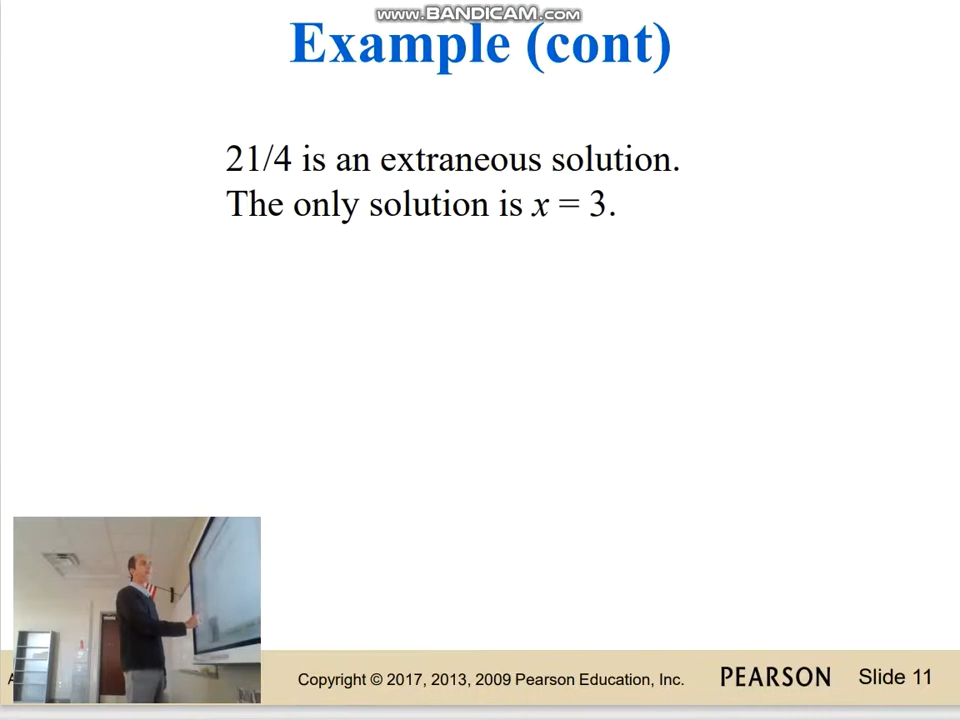 www.BANDICAM.com
Example (cont)
21/4 is an extraneous solution.
The only solution is x = 3.
Copyright © 2017, 2013, 2009 Pearson Education, Inc.
PEARSON
Slide 11